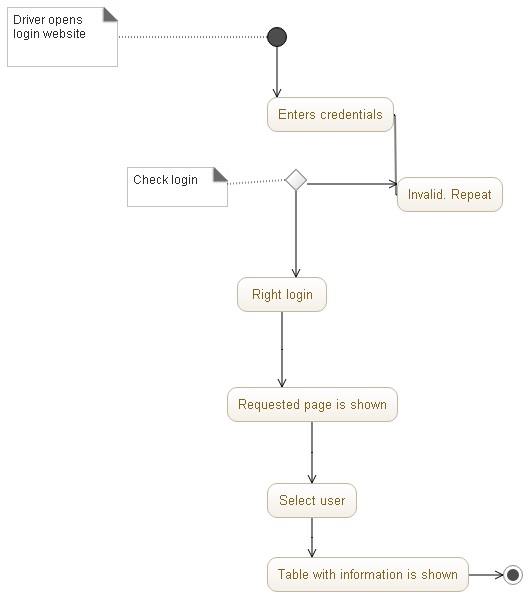 Driver opens
login website
Enters credentials
Check login
Invalid. Repeat
Right login
Requested page is shown
Select user
Table with information is shown